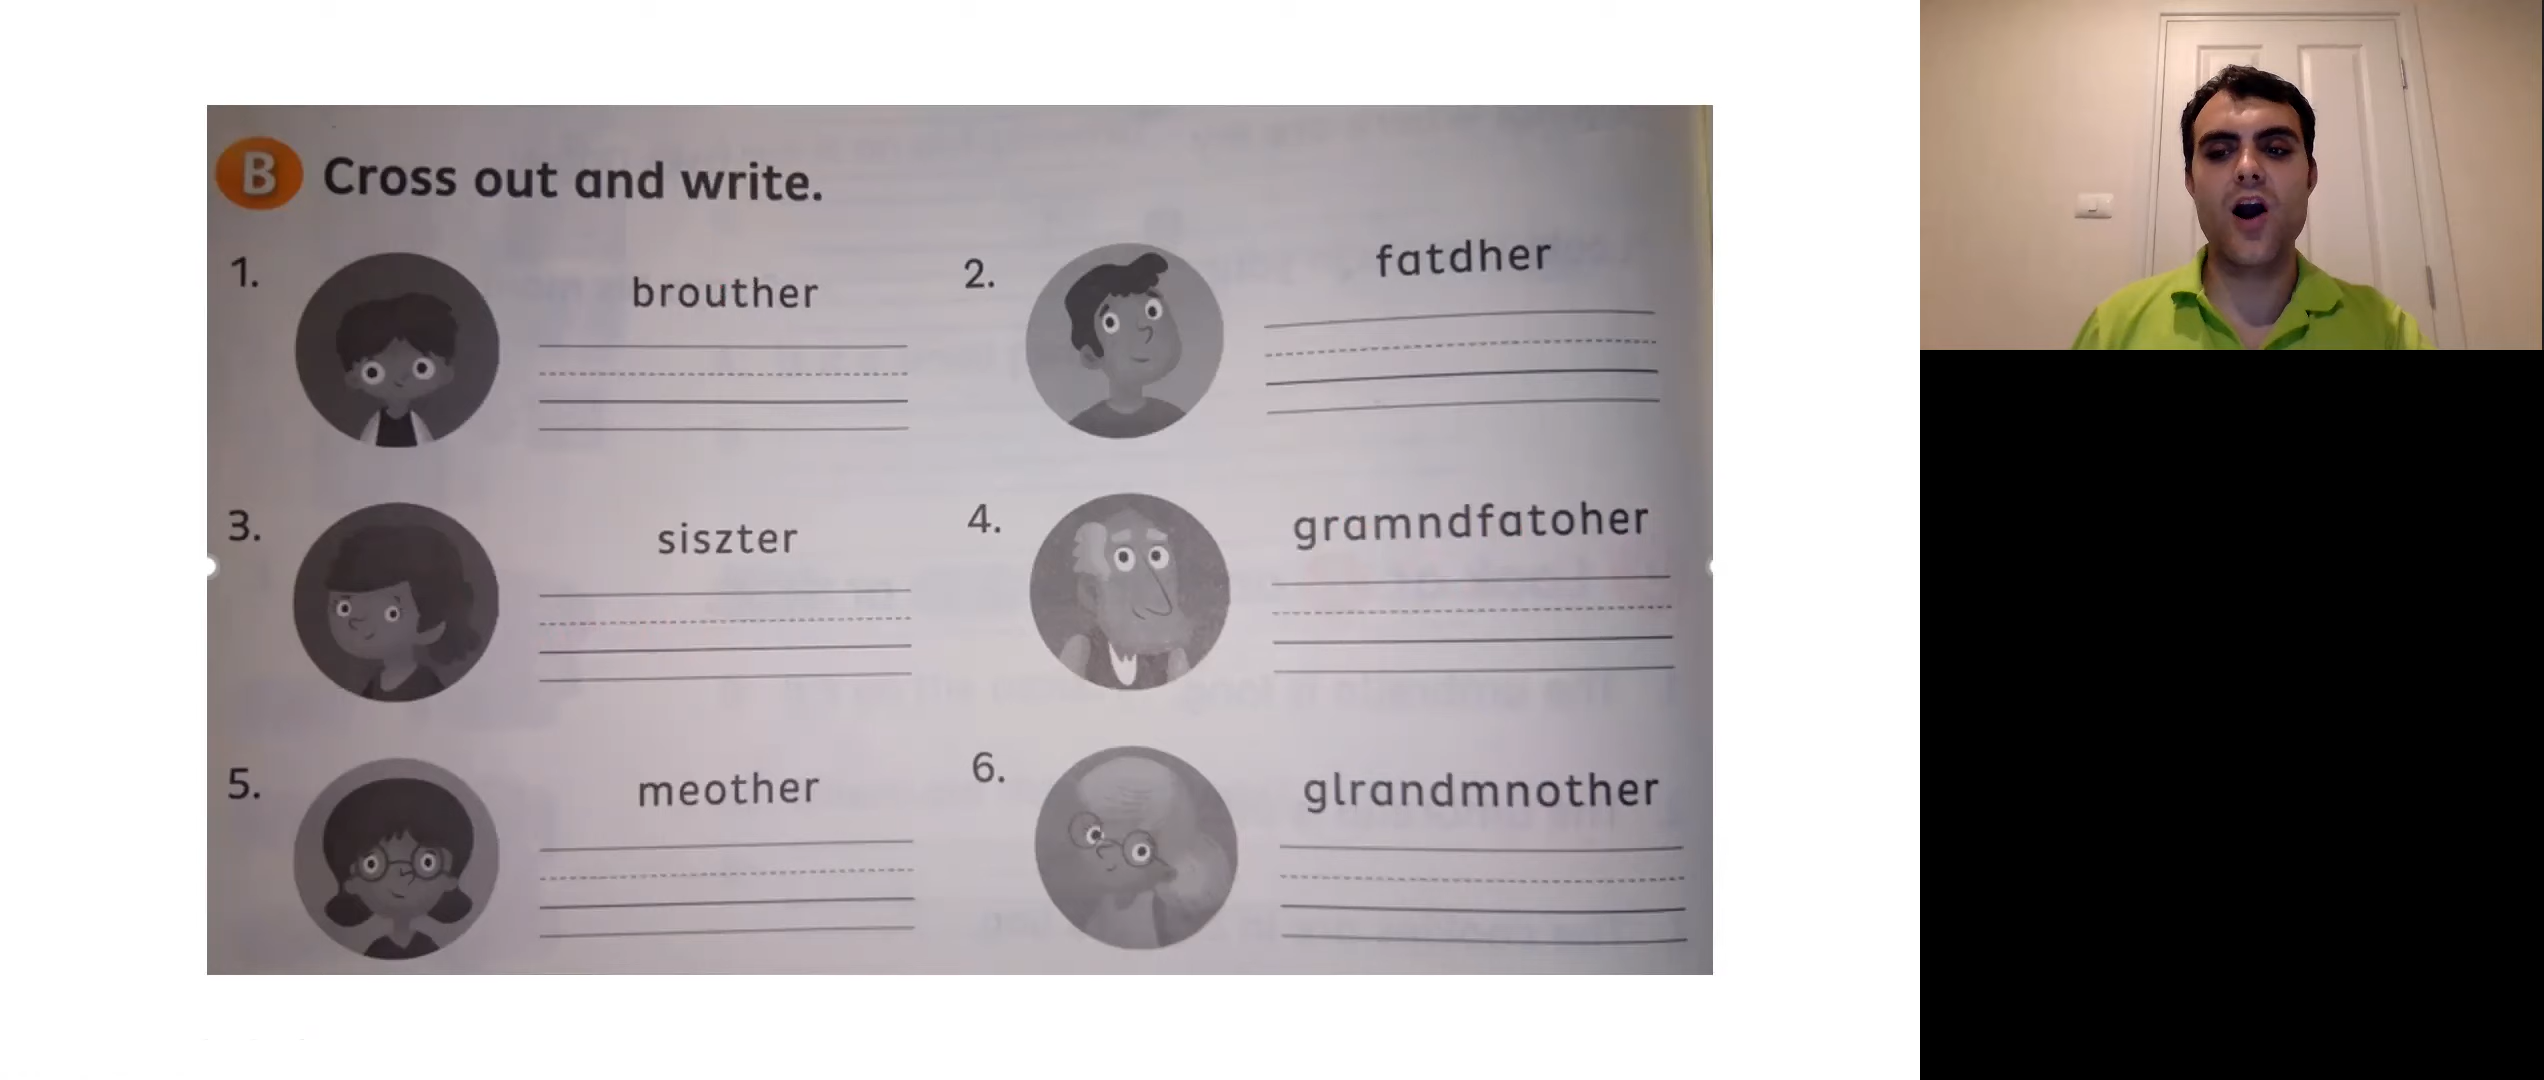 B Cross out and write.
1. brouther
2. fatdher
3. siszter
4. gramndfatoher
5. meother
6. glrandmnother